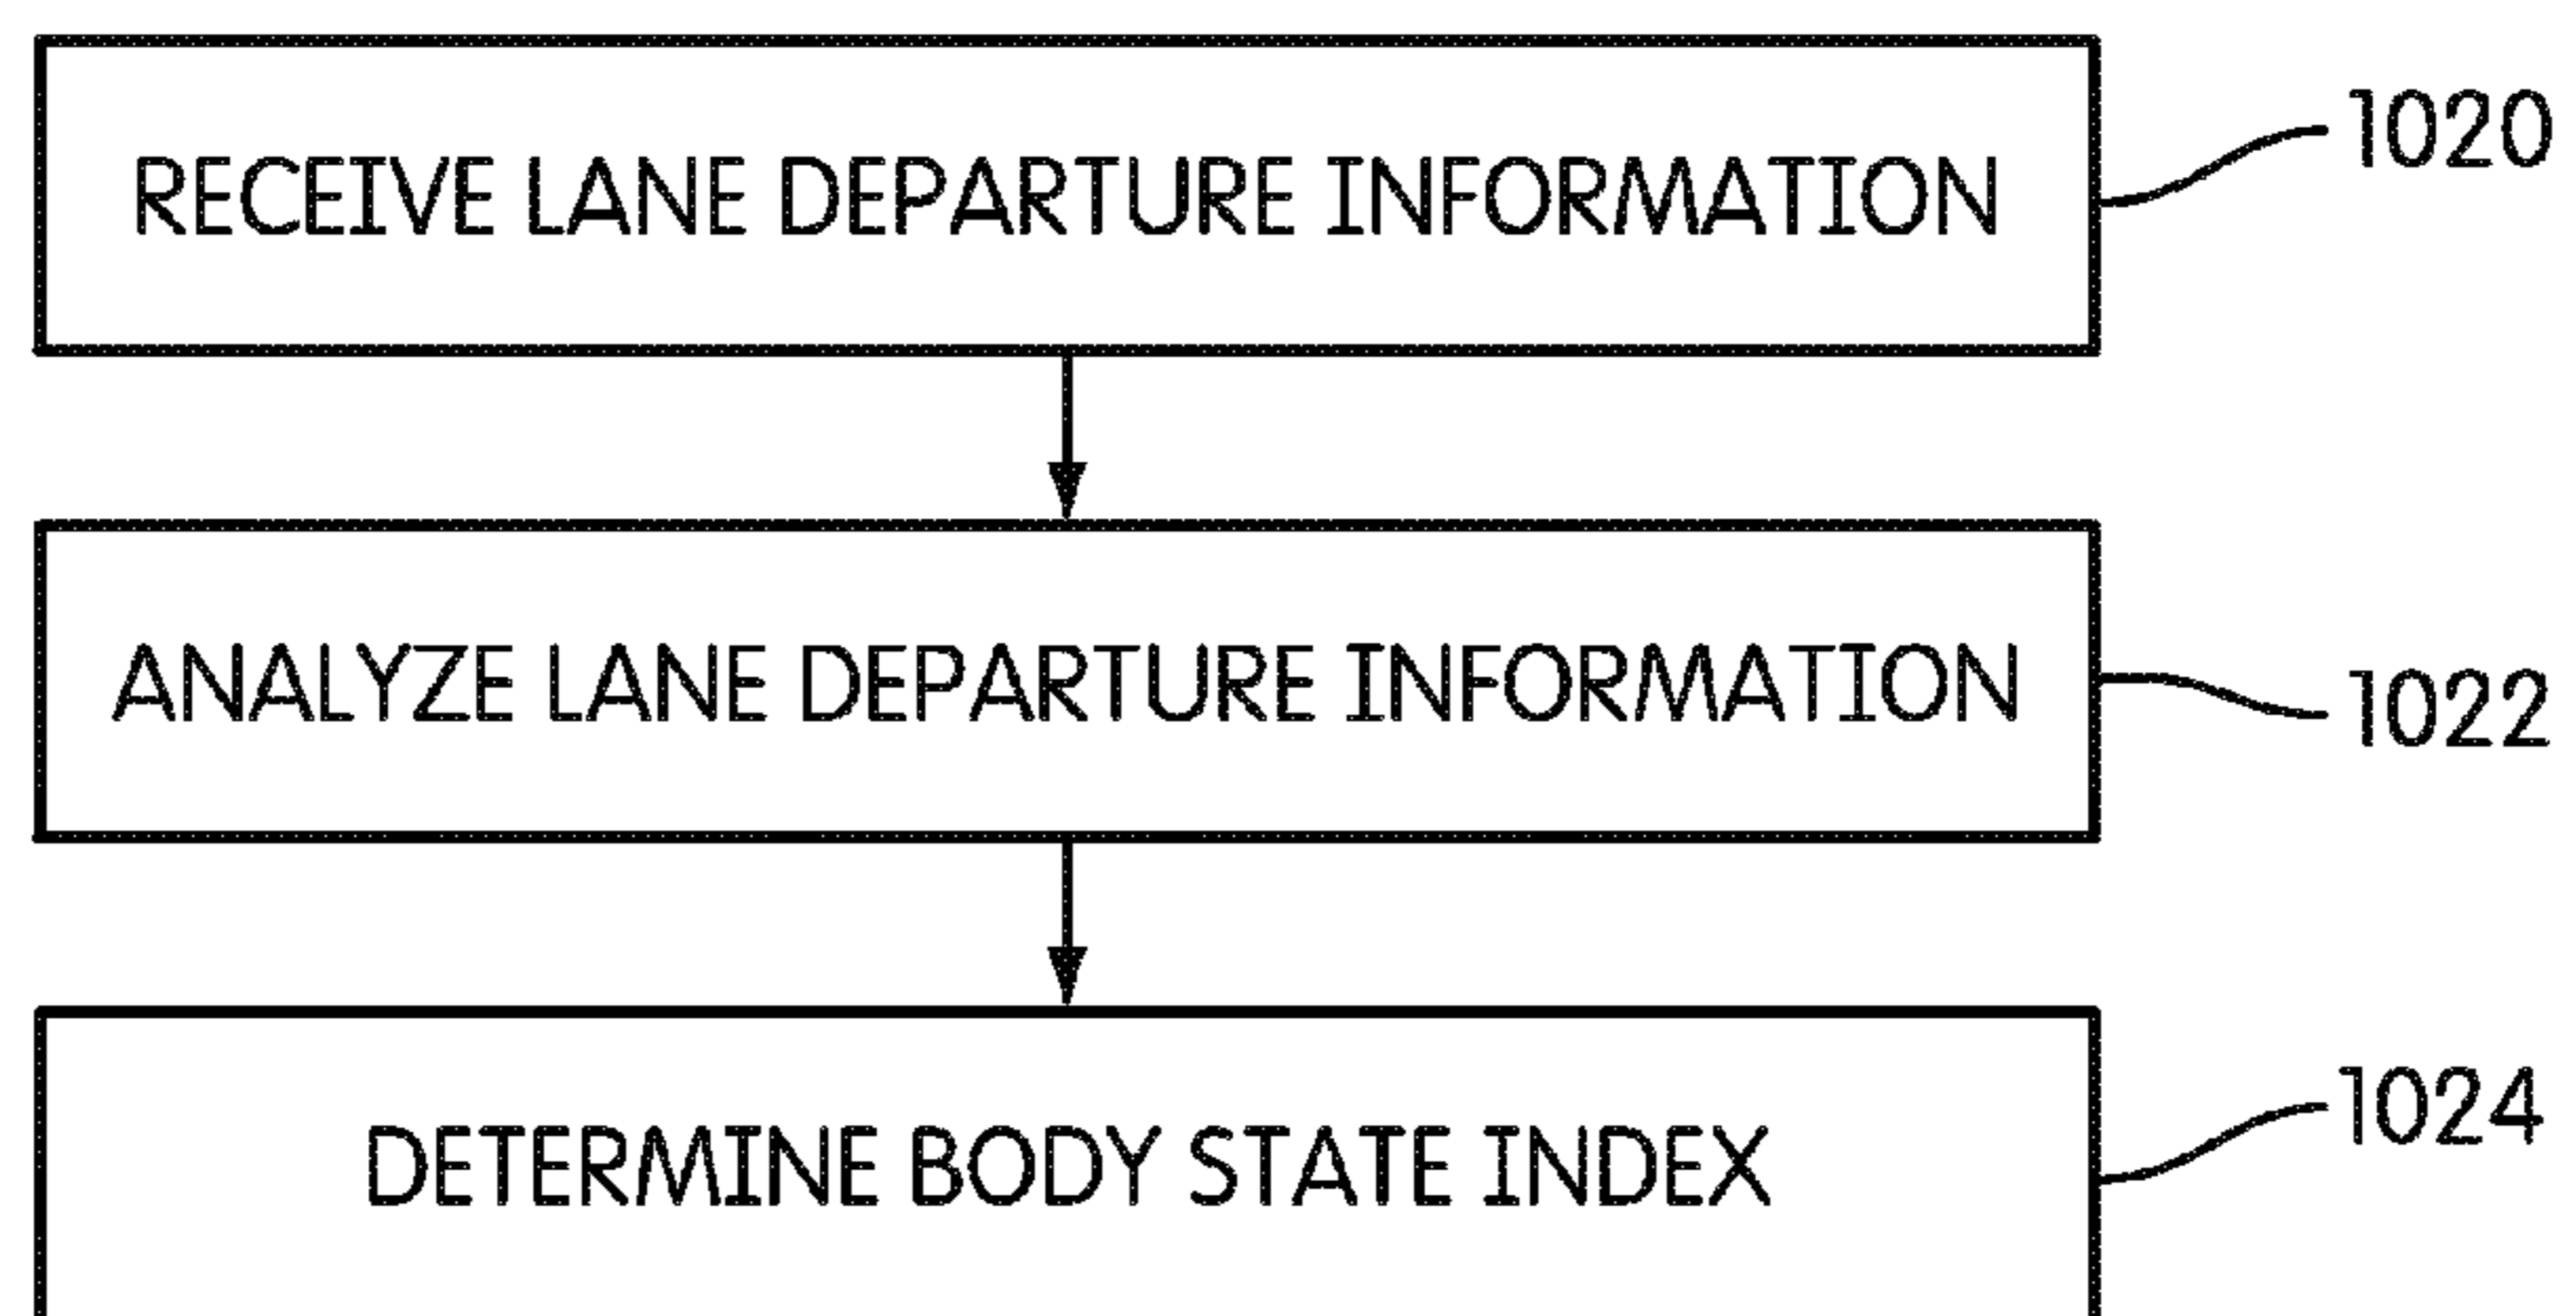 RECEIVE LANE DEPARTURE INFORMATION
1020
ANALYZE LANE DEPARTURE INFORMATION
1022
DETERMINE BODY STATE INDEX
1024